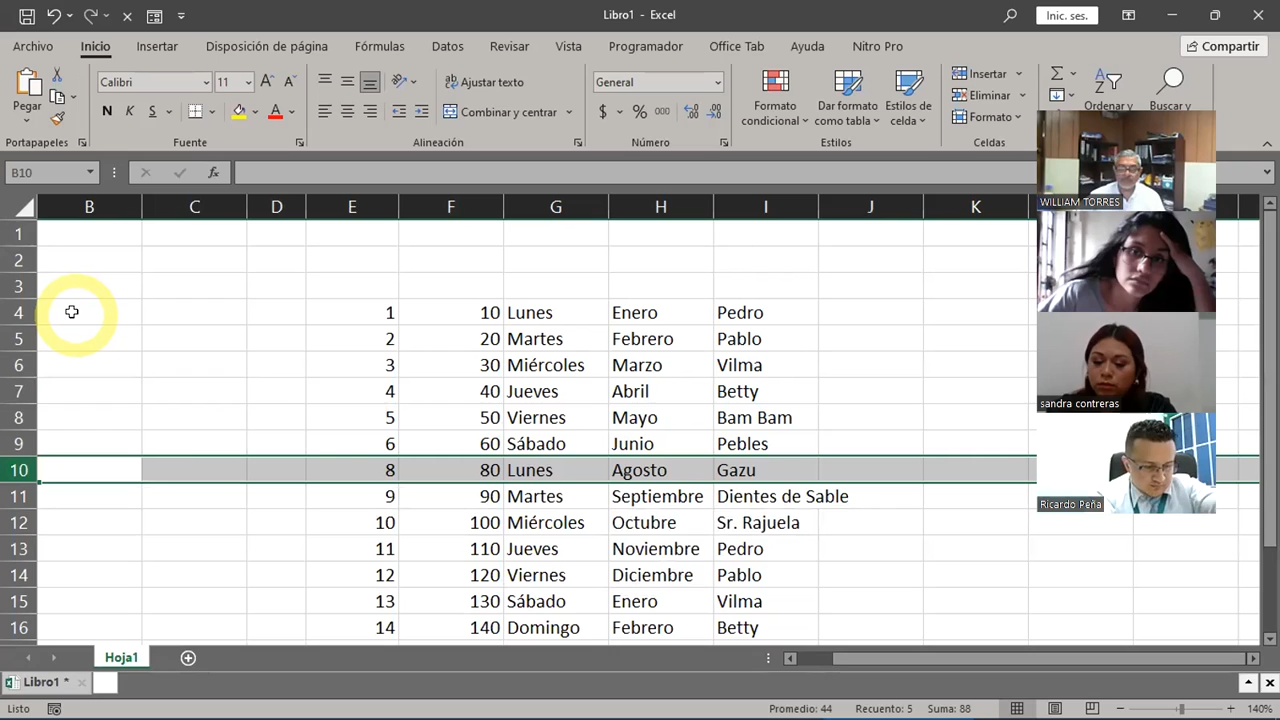 Libro1 - Excel
Inic. ses.
Archivo Inicio Insertar Disposición de página Fórmulas Datos Revisar Vista Programador Office Tab Ayuda Nitro Pro Compartir
Pegar
Calibri 11
N K S
Ajustar texto
Combinar y centrar
General
$ % 000
Formato condicional
Dar formato como tabla
Estilos de celda
Insertar
Eliminar
Formato
Ordenar y
Buscar y
Portapapeles Fuente Alineación Número Estilos Celdas
B10 fx
B C D E F G H I J K
1
2
3
4 1 10 Lunes Enero Pedro
5 2 20 Martes Febrero Pablo
6 3 30 Miércoles Marzo Vilma
7 4 40 Jueves Abril Betty
8 5 50 Viernes Mayo Bam Bam
9 6 60 Sábado Junio Pebles
10 8 80 Lunes Agosto Gazu
11 9 90 Martes Septiembre Dientes de Sable
12 10 100 Miércoles Octubre Sr. Rajuela
13 11 110 Jueves Noviembre Pedro
14 12 120 Viernes Diciembre Pablo
15 13 130 Sábado Enero Vilma
16 14 140 Domingo Febrero Betty
WILLIAM TORRES
sandra contreras
Ricardo Peña
Hoja1
Libro1 *
Listo Promedio: 44 Recuento: 5 Suma: 88 140%